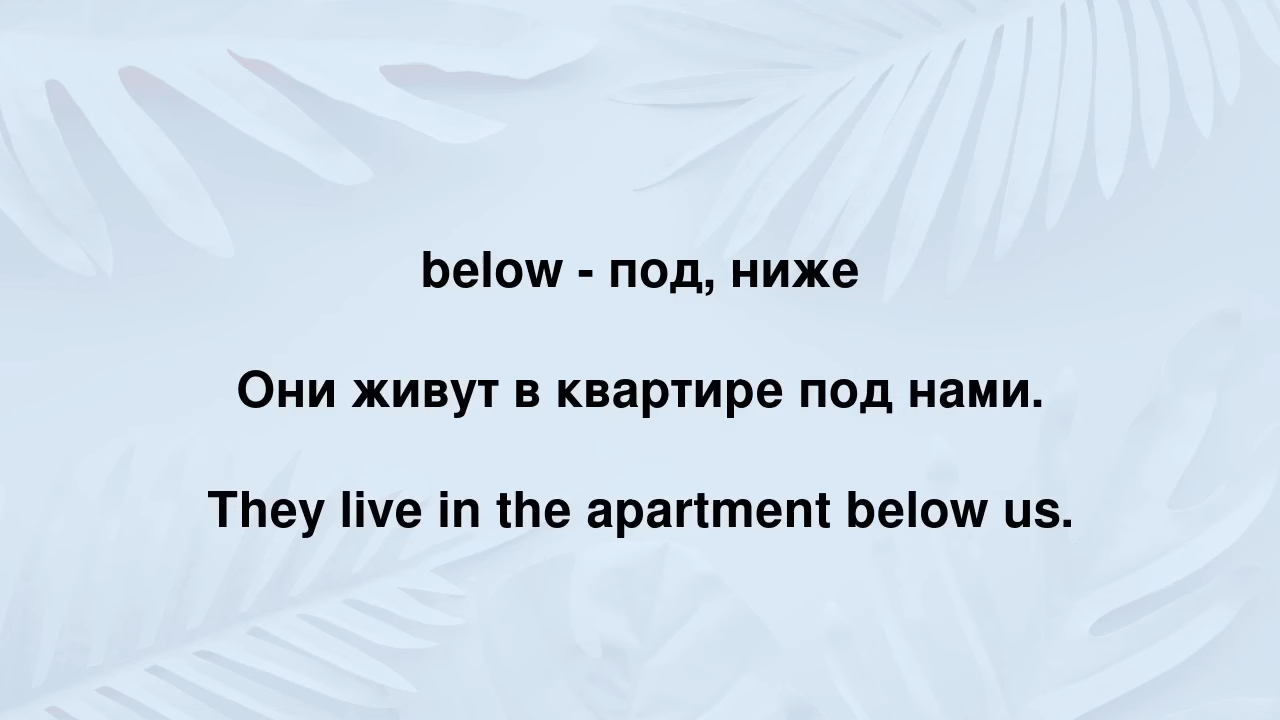 below - под, ниже
Они живут в квартире под нами.
They live in the apartment below us.